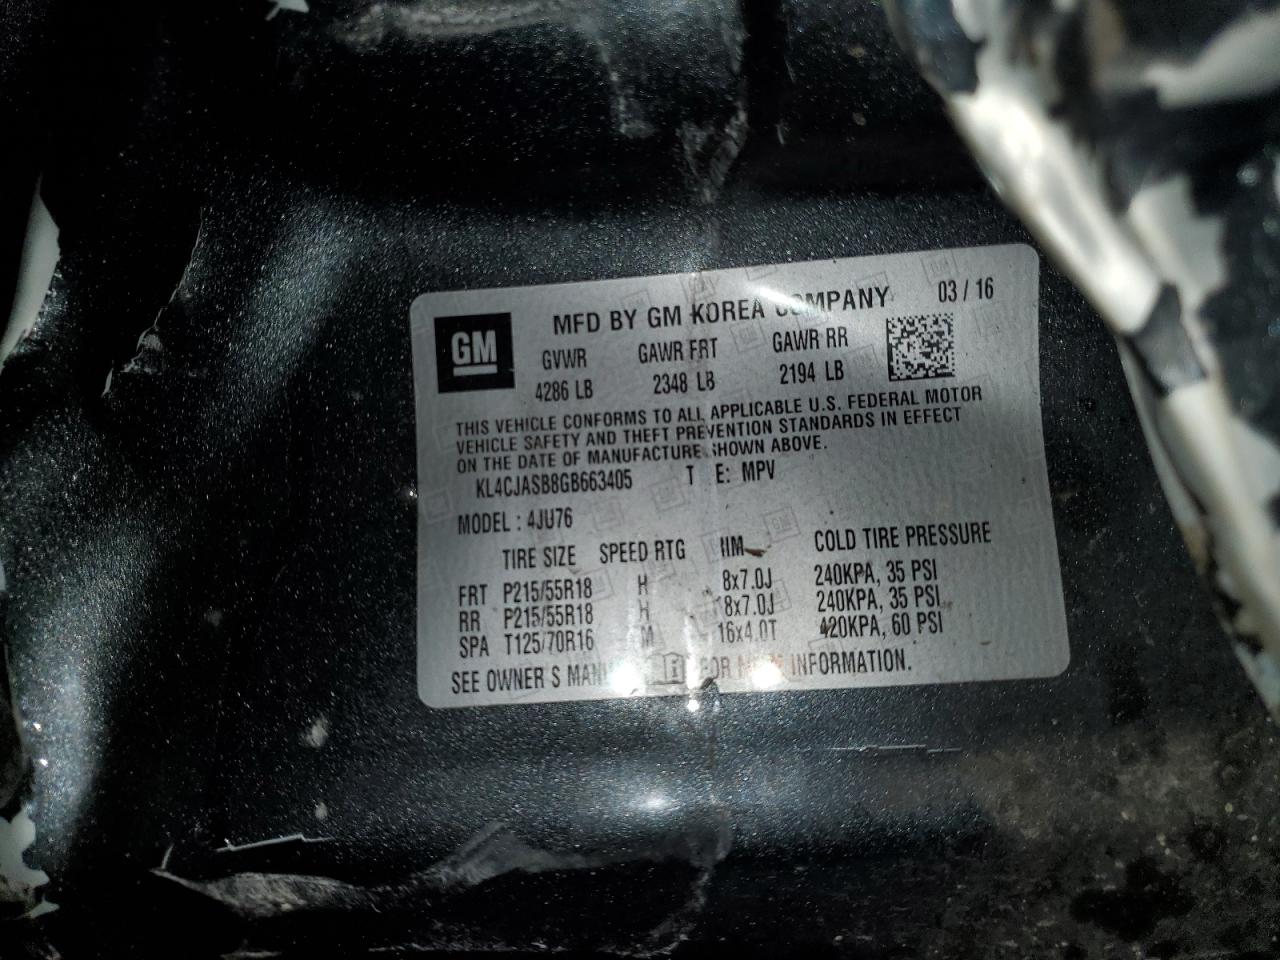 GM
MFD BY GM KOREA COMPANY 03 / 16
GVWR GAWR FRT GAWR RR
4286 LB 2348 LB 2194 LB
THIS VEHICLE CONFORMS TO ALL APPLICABLE U.S. FEDERAL MOTOR
VEHICLE SAFETY AND THEFT PREVENTION STANDARDS IN EFFECT
ON THE DATE OF MANUFACTURE SHOWN ABOVE.
KL4CJASB8GB663405 T E: MPV
MODEL : 4JU76
TIRE SIZE SPEED RTG COLD TIRE PRESSURE
FRT P215/55R18 H 8x7.0J 240KPA, 35 PSI
RR P215/55R18 H 8x7.0J 240KPA, 35 PSI
SPA T125/70R16 M 16x4.0T 420KPA, 60 PSI
SEE OWNER S FOR INFORMATION.